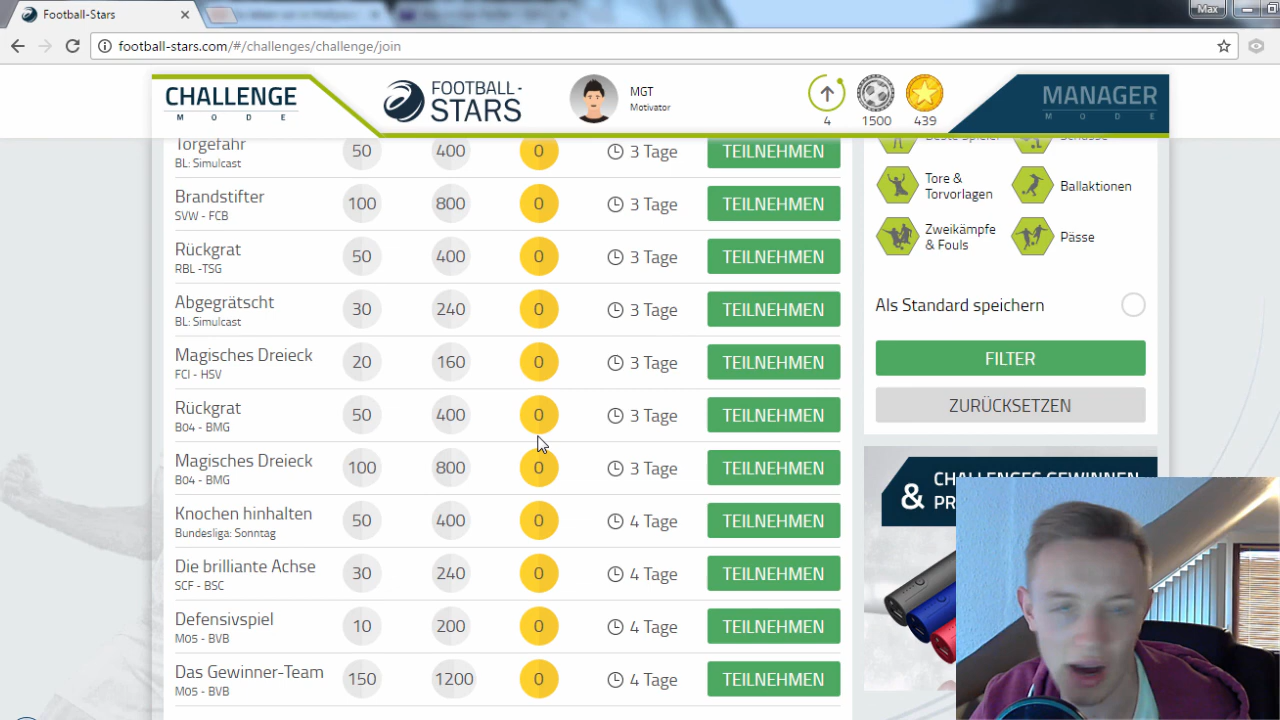 Football-Stars
Max
football-stars.com/#/challenges/challenge/join
CHALLENGE
MODE
FOOTBALL-
STARS
MGT
Motivator
4
1500
439
MANAGER
MODE
Torgefahr
BL: Simulcast
50
400
0
3 Tage
TEILNEHMEN
Brandstifter
SVW - FCB
100
800
0
3 Tage
TEILNEHMEN
Rückgrat
RBL -TSG
50
400
0
3 Tage
TEILNEHMEN
Abgegrätscht
BL: Simulcast
30
240
0
3 Tage
TEILNEHMEN
Magisches Dreieck
FCI - HSV
20
160
0
3 Tage
TEILNEHMEN
Rückgrat
B04 - BMG
50
400
0
3 Tage
TEILNEHMEN
Magisches Dreieck
B04 - BMG
100
800
0
3 Tage
TEILNEHMEN
Knochen hinhalten
Bundesliga: Sonntag
50
400
0
4 Tage
TEILNEHMEN
Die brilliante Achse
SCF - BSC
30
240
0
4 Tage
TEILNEHMEN
Defensivspiel
M05 - BVB
10
200
0
4 Tage
TEILNEHMEN
Das Gewinner-Team
M05 - BVB
150
1200
0
4 Tage
TEILNEHMEN
Tore &
Torvorlagen
Ballaktionen
Zweikämpfe
& Fouls
Pässe
Als Standard speichern
FILTER
ZURÜCKSETZEN
CHALLENGES GEWINNEN
&